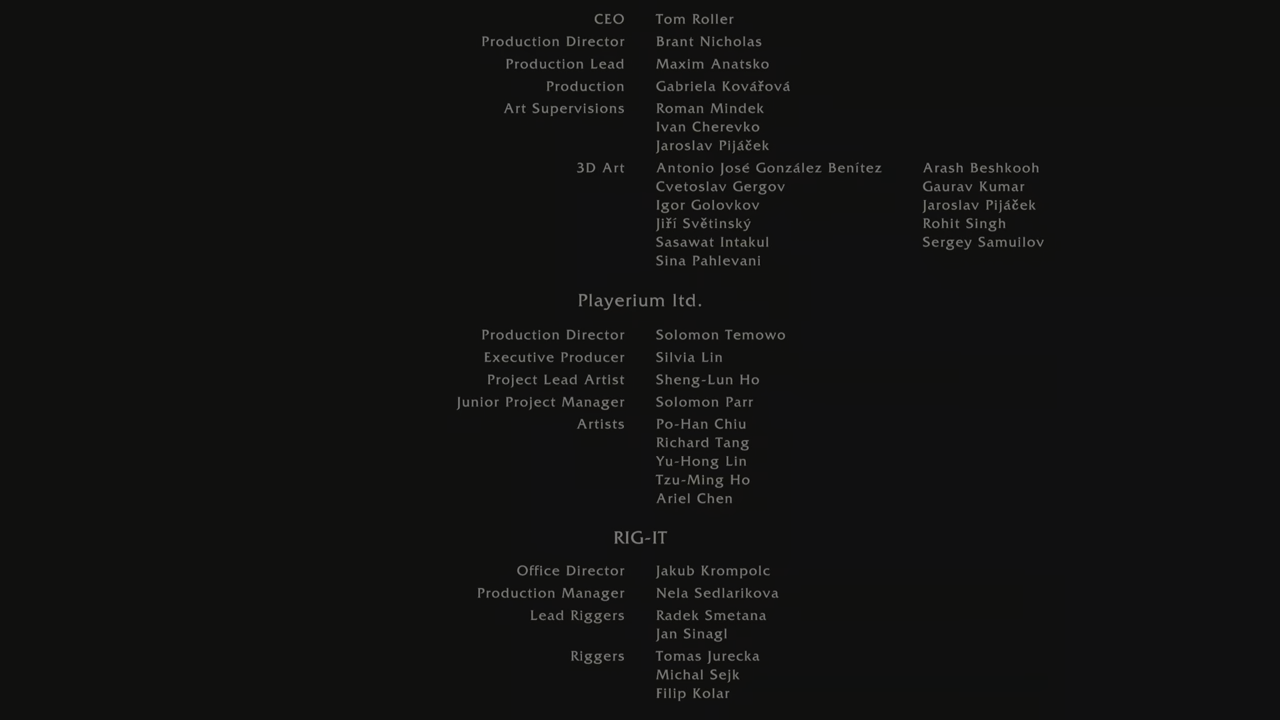 CEO Tom Roller
Production Director Brant Nicholas
Production Lead Maxim Anatsko
Production Gabriela Kovářová
Art Supervisions Roman Mindek
Ivan Cherevko
Jaroslav Pijáček
3D Art Antonio José González Benítez Arash Beshkooh
Cvetoslav Gergov Gaurav Kumar
Igor Golovkov Jaroslav Pijáček
Jiří Světinský Rohit Singh
Sasawat Intakul Sergey Samuilov
Sina Pahlevani
Playerium ltd.
Production Director Solomon Temowo
Executive Producer Silvia Lin
Project Lead Artist Sheng-Lun Ho
Junior Project Manager Solomon Parr
Artists Po-Han Chiu
Richard Tang
Yu-Hong Lin
Tzu-Ming Ho
Ariel Chen
RIG-IT
Office Director Jakub Krompolc
Production Manager Nela Sedlarikova
Lead Riggers Radek Smetana
Jan Sinagl
Riggers Tomas Jurecka
Michal Sejk
Filip Kolar